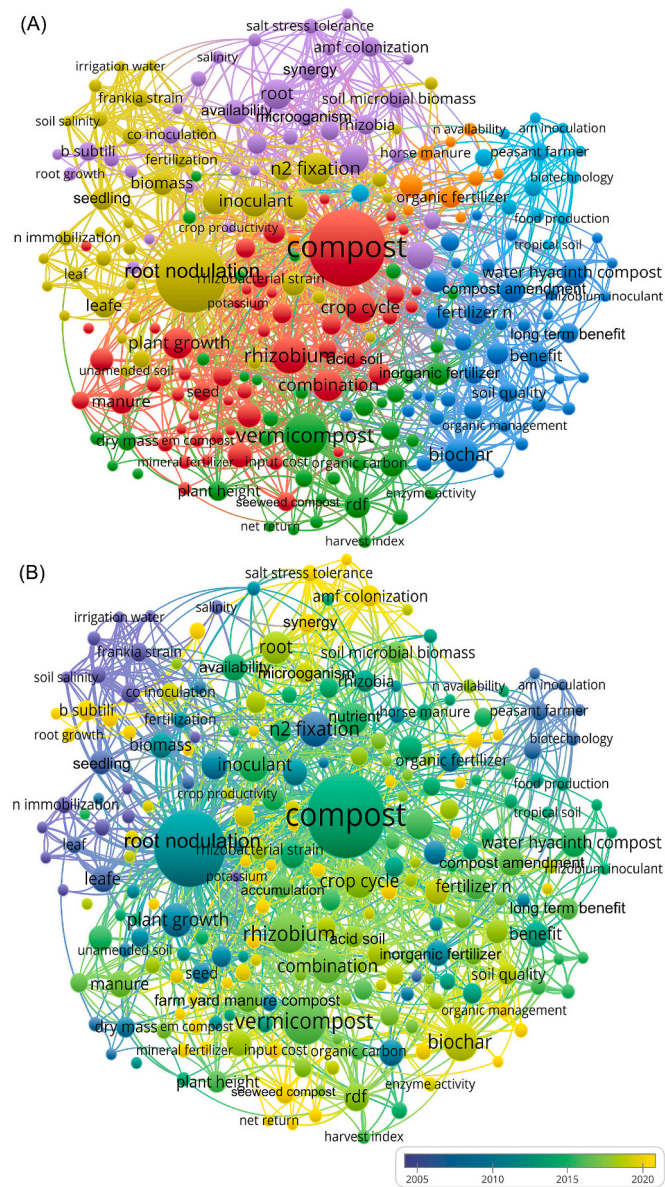 (A)
salt stress tolerance
salinity
amf colonization
irrigation water
synergy
frankia strain
root
soil microbial biomass
availability
soil salinity
microoganism
n availability
am inoculation
co inoculation
rhizobia
peasant farmer
b subtili
horse manure
fertilization
n2 fixation
biotechnology
root growth
biomass
organic fertilizer
seedling
inoculant
food production
crop productivity
tropical soil
n immobilization
compost
root nodulation
water hyacinth compost
leaf
rhizobacterial strain
compost amendment
rhizobium inoculant
leafe
potassium
crop cycle
fertilizer n
long term benefit
plant growth
rhizobium
acid soil
benefit
unamended soil
inorganic fertilizer
seed
combination
soil quality
manure
organic management
vermicompost
dry mass
em compost
biochar
mineral fertilizer
input cost
organic carbon
plant height
enzyme activity
seeweed compost
rdf
net return
harvest index
(B)
salt stress tolerance
amf colonization
salinity
irrigation water
synergy
frankia strain
root
soil microbial biomass
availability
microoganism
soil salinity
rhizobia
n availability
am inoculation
co inoculation
peasant farmer
b subtili
nutrient
horse manure
fertilization
n2 fixation
biotechnology
root growth
biomass
organic fertilizer
seedling
inoculant
food production
crop productivity
tropical soil
n immobilization
compost
root nodulation
water hyacinth compost
leaf
rhizobacterial strain
compost amendment
rhizobium inoculant
leafe
potassium
crop cycle
accumulation
fertilizer n
long term benefit
plant growth
rhizobium
acid soil
benefit
unamended soil
inorganic fertilizer
seed
combination
soil quality
manure
farm yard manure compost
organic management
vermicompost
dry mass
em compost
biochar
mineral fertilizer
input cost
organic carbon
plant height
enzyme activity
seeweed compost
rdf
net return
harvest index
2005 2010 2015 2020